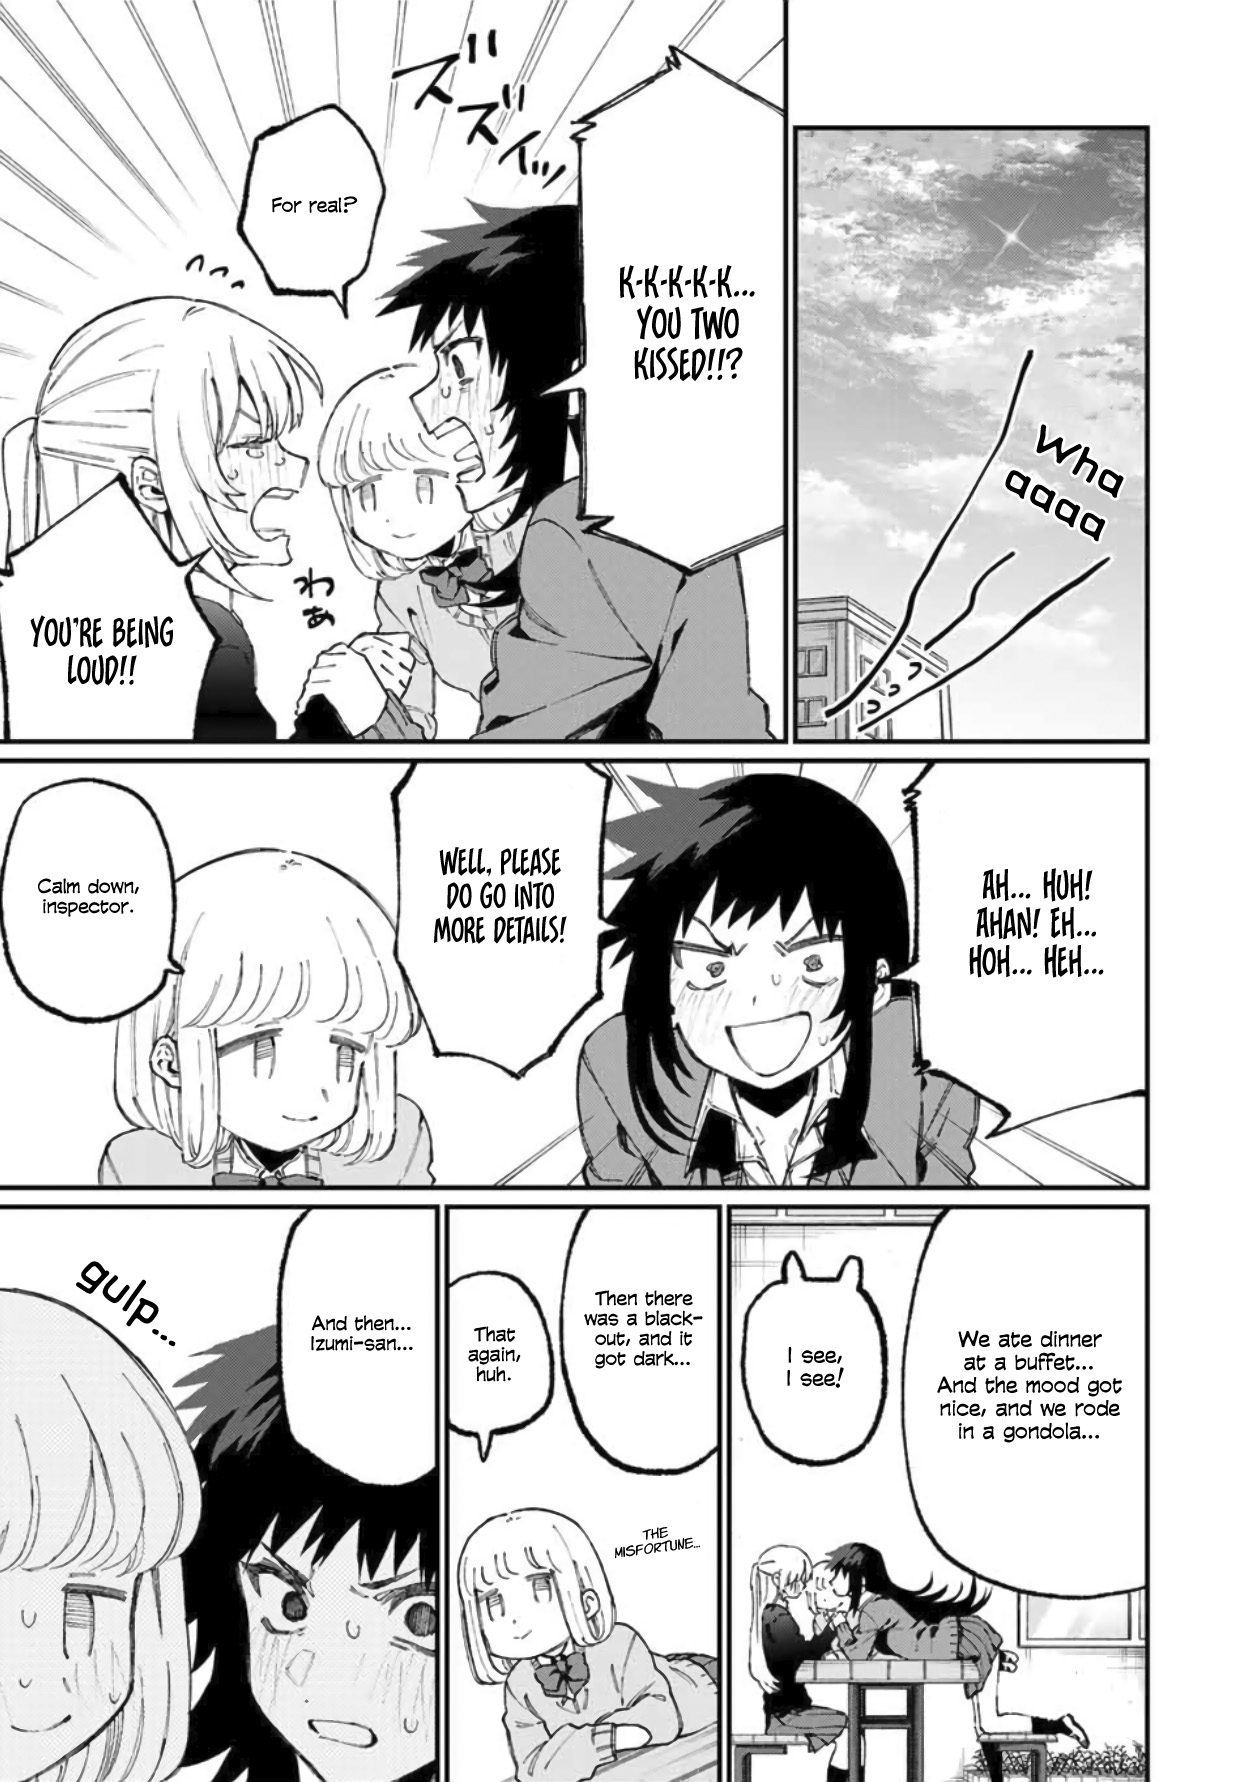 Wha
aaaa
K-K-K-K-K...
YOU TWO
KISSED!!?
ズズズイッ
For real?
わぁ
YOU'RE BEING
LOUD!!
AH... HUH!
AHAN! EH...
HOH... HEH...
WELL, PLEASE
DO GO INTO
MORE DETAILS!
Calm down,
inspector.
We ate dinner
at a buffet...
And the mood got
nice, and we rode
in a gondola...
I see,
I see!
Then there
was a black-
out, and it
got dark...
That
again,
huh.
THE
MISFORTUNE...
And then...
Izumi-san...
gulp...